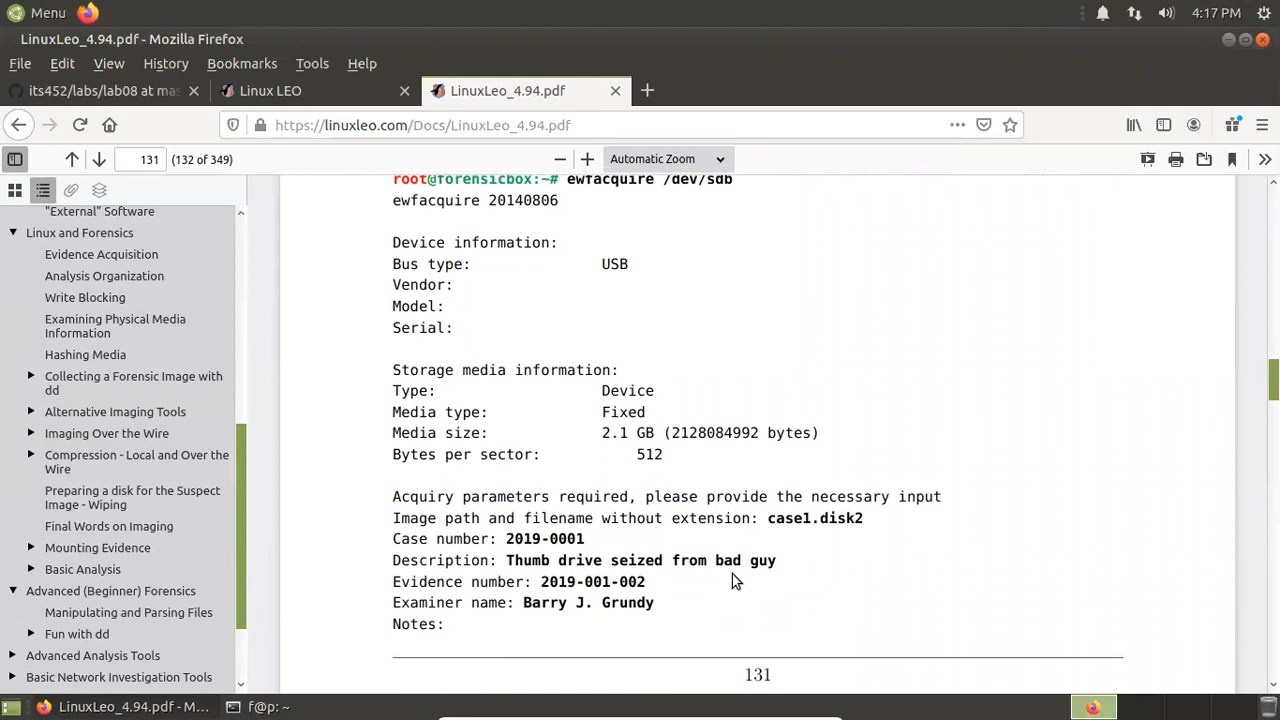 Menu
4:17 PM
LinuxLeo_4.94.pdf - Mozilla Firefox
File Edit View History Bookmarks Tools Help
its452/labs/lab08 at mas
Linux LEO
LinuxLeo_4.94.pdf
https://linuxleo.com/Docs/LinuxLeo_4.94.pdf
131 (132 of 349)
Automatic Zoom
"External" Software
Linux and Forensics
Evidence Acquisition
Analysis Organization
Write Blocking
Examining Physical Media
Information
Hashing Media
Collecting a Forensic Image with
dd
Alternative Imaging Tools
Imaging Over the Wire
Compression - Local and Over the
Wire
Preparing a disk for the Suspect
Image - Wiping
Final Words on Imaging
Mounting Evidence
Basic Analysis
Advanced (Beginner) Forensics
Manipulating and Parsing Files
Fun with dd
Advanced Analysis Tools
Basic Network Investigation Tools
root@forensicbox:~# ewfacquire /dev/sdb
ewfacquire 20140806
Device information:
Bus type: USB
Vendor:
Model:
Serial:
Storage media information:
Type: Device
Media type: Fixed
Media size: 2.1 GB (2128084992 bytes)
Bytes per sector: 512
Acquiry parameters required, please provide the necessary input
Image path and filename without extension: case1.disk2
Case number: 2019-0001
Description: Thumb drive seized from bad guy
Evidence number: 2019-001-002
Examiner name: Barry J. Grundy
Notes:
131
LinuxLeo_4.94.pdf - Mo...
f@p: ~